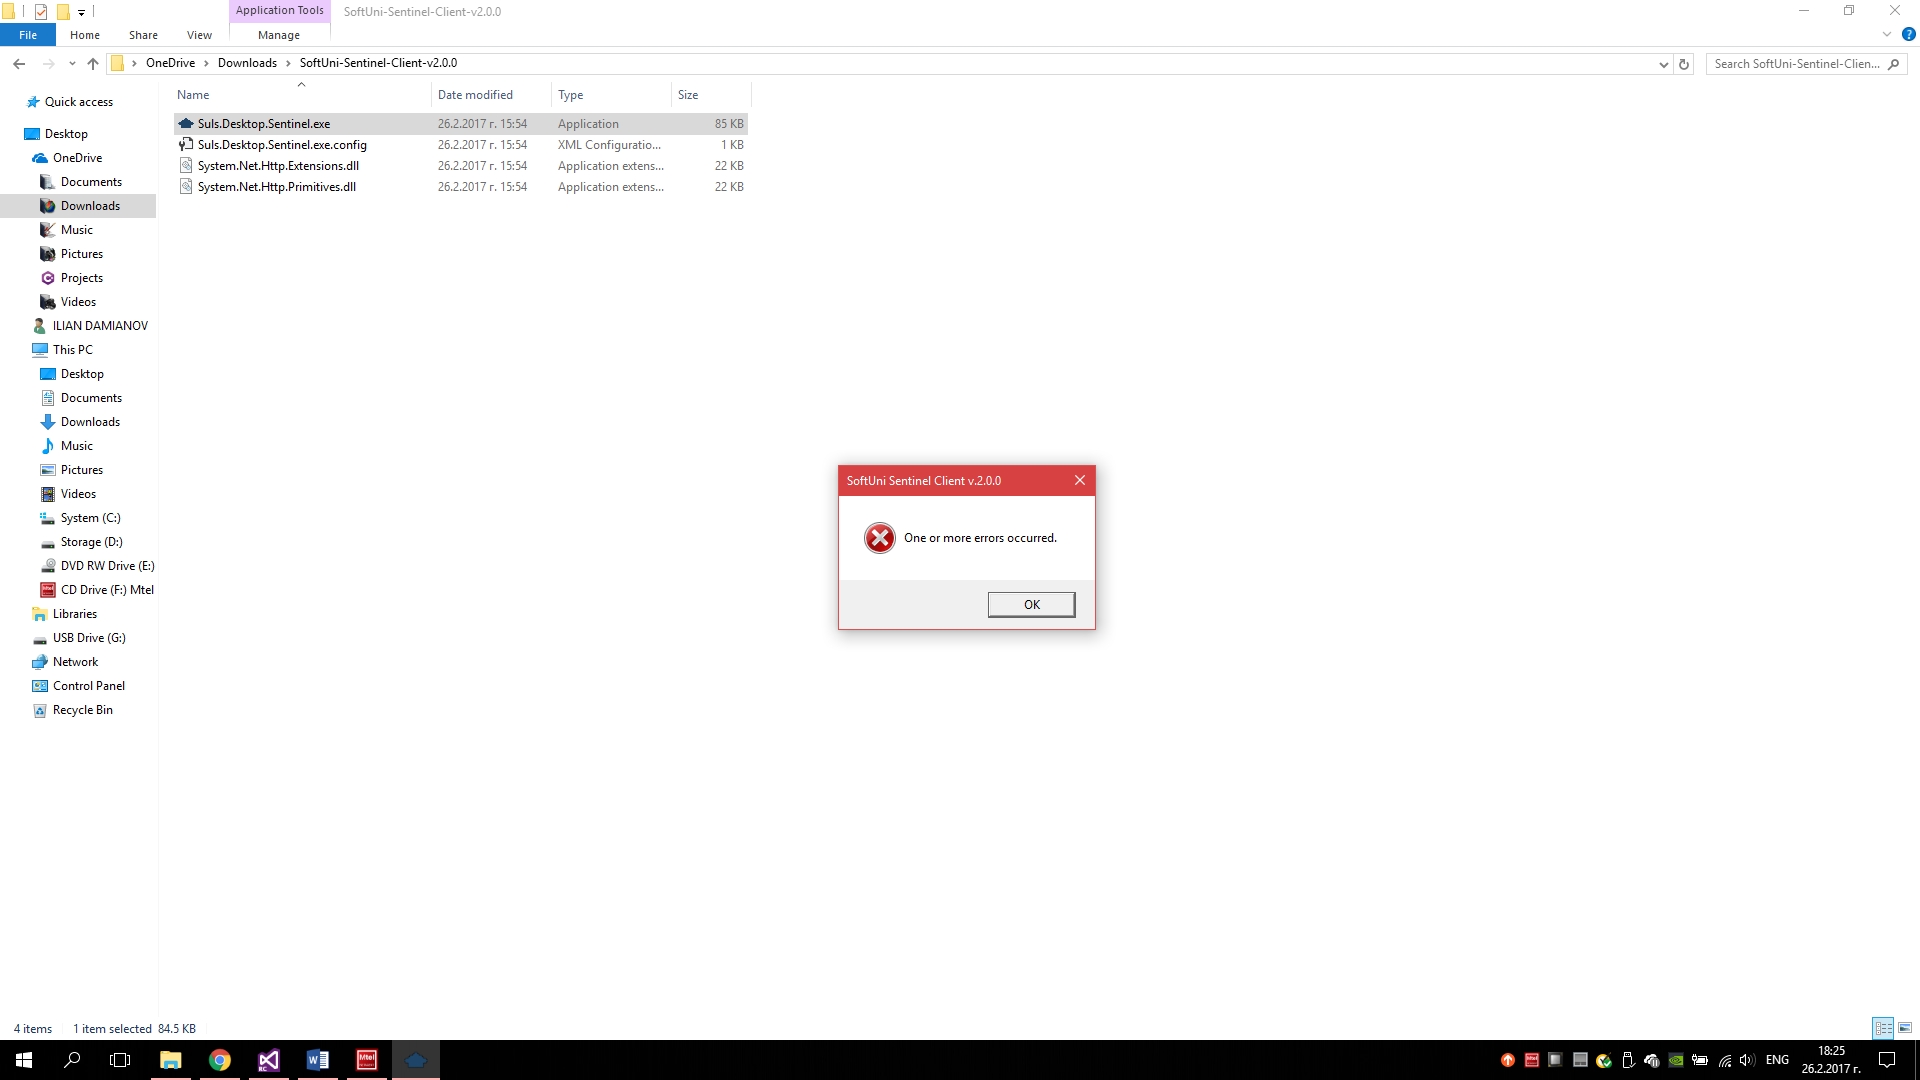 Application Tools
SoftUni-Sentinel-Client-v2.0.0
File
Home
Share
View
Manage
OneDrive
Downloads
SoftUni-Sentinel-Client-v2.0.0
Search SoftUni-Sentinel-Clien...
Name
Date modified
Type
Size
Suls.Desktop.Sentinel.exe 26.2.2017 г. 15:54 Application 85 KB
Suls.Desktop.Sentinel.exe.config 26.2.2017 г. 15:54 XML Configuratio... 1 KB
System.Net.Http.Extensions.dll 26.2.2017 г. 15:54 Application extens... 22 KB
System.Net.Http.Primitives.dll 26.2.2017 г. 15:54 Application extens... 22 KB
Quick access
Desktop
OneDrive
Documents
Downloads
Music
Pictures
Projects
Videos
ILIAN DAMIANOV
This PC
Desktop
Documents
Downloads
Music
Pictures
Videos
System (C:)
Storage (D:)
DVD RW Drive (E:)
CD Drive (F:) Mtel
Libraries
USB Drive (G:)
Network
Control Panel
Recycle Bin
SoftUni Sentinel Client v.2.0.0
One or more errors occurred.
OK
4 items 1 item selected 84.5 KB
Mtel
ENG
18:25
26.2.2017 г.